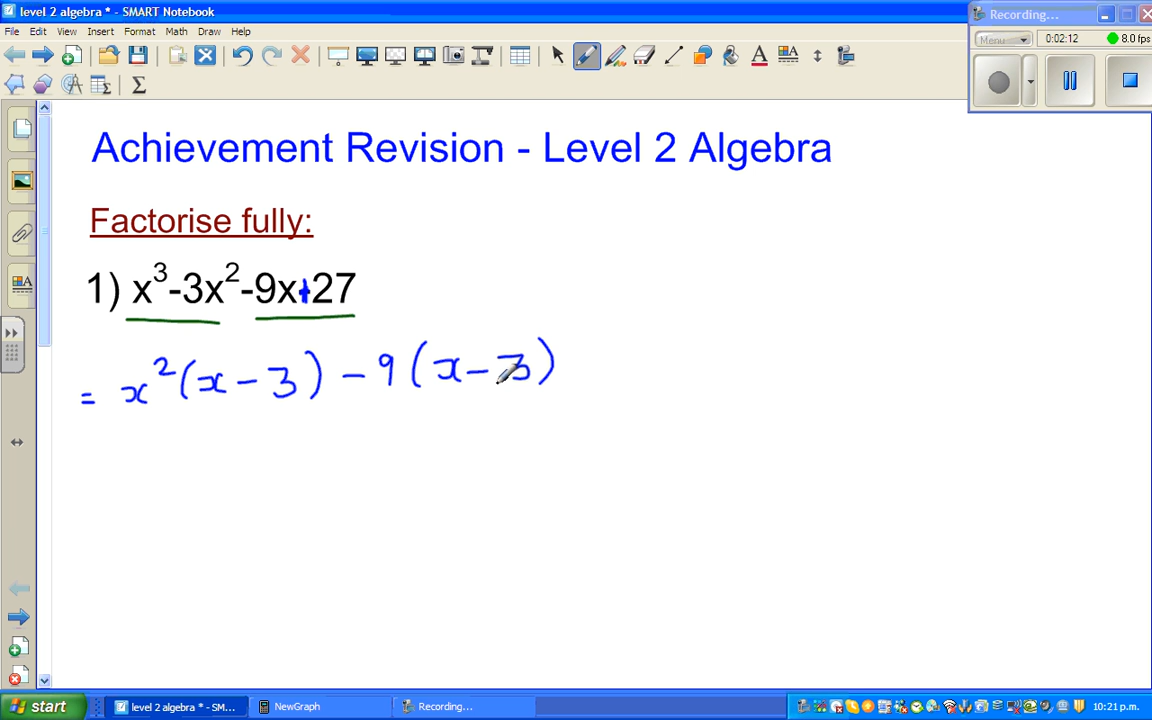 level 2 algebra * - SMART Notebook
Recording...
File Edit View Insert Format Math Draw Help
Menu
0:02:12
8.0 fps
Achievement Revision - Level 2 Algebra
Factorise fully:
1) x³-3x²-9x+27
= x²(x-3) -9(x-3)
start
level 2 algebra * - SM...
NewGraph
Recording...
10:21 p.m.